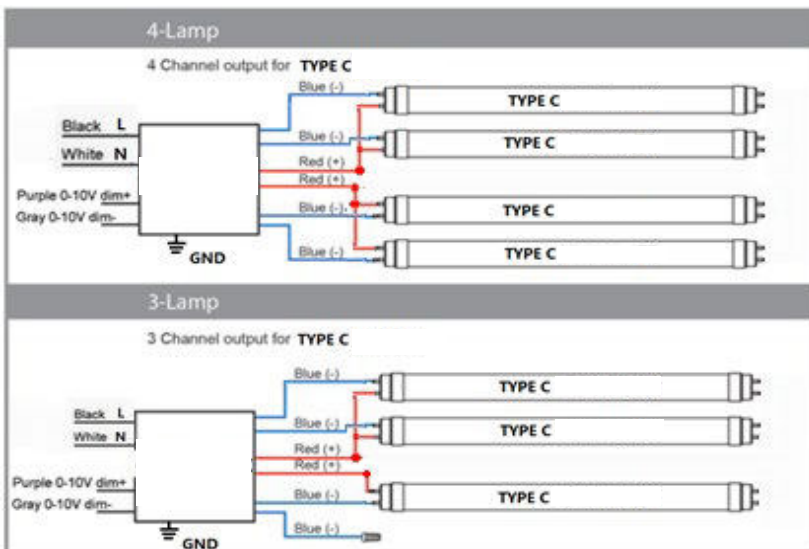 4-Lamp
4 Channel output for TYPE C
Blue (-)
TYPE C
Black L
Blue (-)
TYPE C
White N
Red (+)
Red (+)
Purple 0-10V dim+
Blue (-)
TYPE C
Gray 0-10V dim-
GND
Blue (-)
TYPE C
3-Lamp
3 Channel output for TYPE C
Blue (-)
TYPE C
Black L
Blue (-)
TYPE C
White N
Red (+)
Red (+)
Purple 0-10V dim+
Blue (-)
TYPE C
Gray 0-10V dim-
Blue (-)
GND